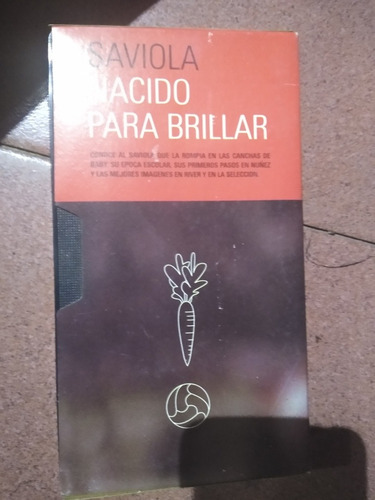 SAVIOLA
NACIDO
PARA BRILLAR
CONOCE AL SAVIOLA QUE LA ROMPIA EN LAS CANCHAS DE
BABY, SU EPOCA ESCOLAR, SUS PRIMEROS PASOS EN NUÑEZ
Y LAS MEJORES IMAGENES EN RIVER Y EN LA SELECCION.